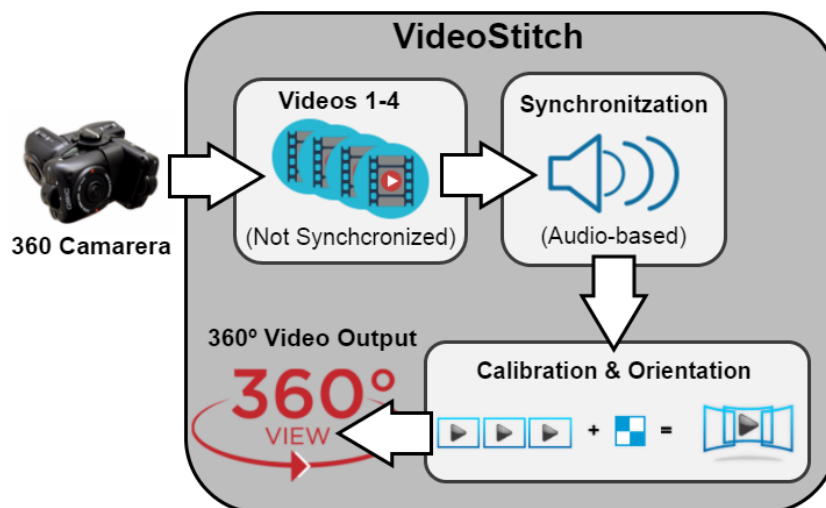 VideoStitch
Videos 1-4
(Not Synchcronized)
Synchronitzation
(Audio-based)
360 Camarera
Calibration & Orientation
+ =
360º Video Output
360°
VIEW